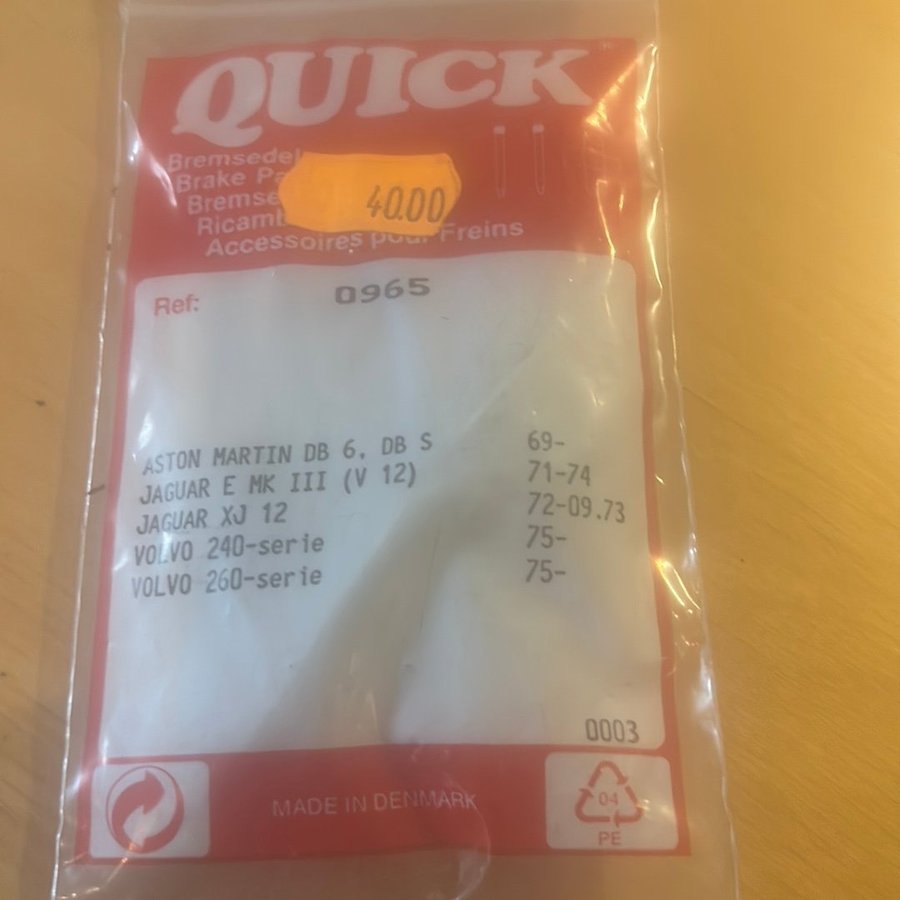 QUICK
Bremsedel
Brake Pa
Bremse
40.00
Ricamb
Accessoires pour Freins
Ref: 0965
ASTON MARTIN DB 6, DB S 69-
JAGUAR E MK III (V 12) 71-74
JAGUAR XJ 12 72-09.73
VOLVO 240-serie 75-
VOLVO 260-serie 75-
0003
MADE IN DENMARK
04
PE